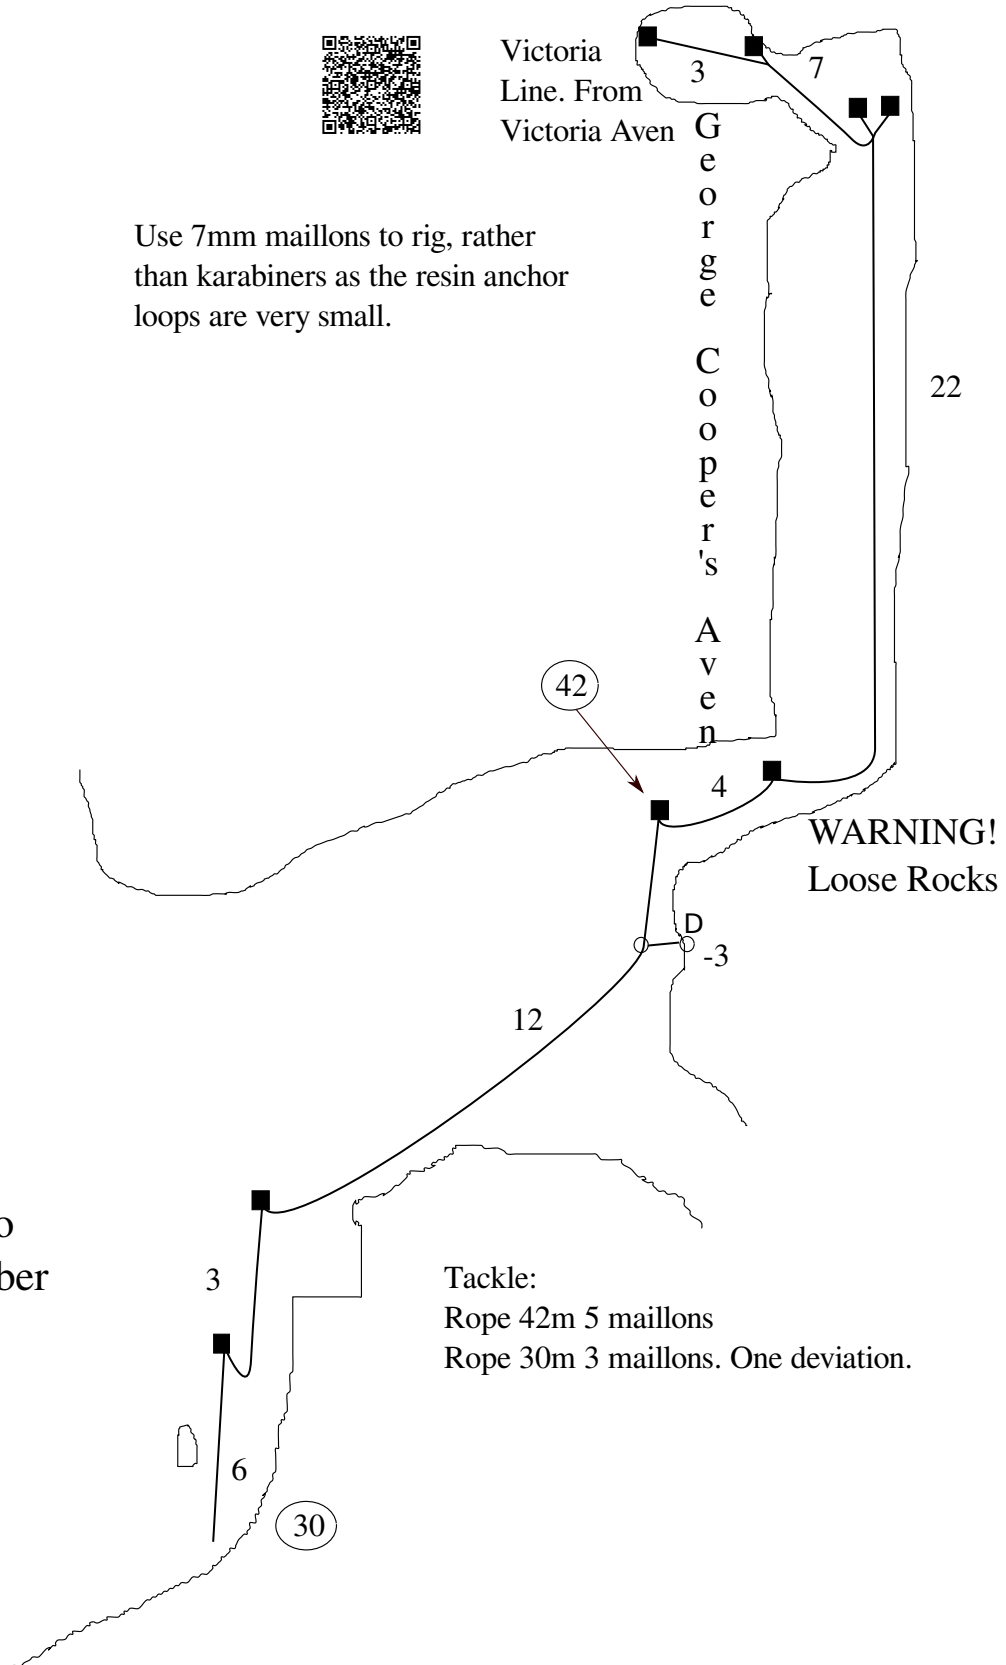 Victoria
Line. From
Victoria Aven
3
7
George Cooper's Aven
Use 7mm maillons to rig, rather
than karabiners as the resin anchor
loops are very small.
22
42
4
WARNING!
Loose Rocks
D
-3
12
o
ber
3
Tackle:
Rope 42m 5 maillons
Rope 30m 3 maillons. One deviation.
6
30